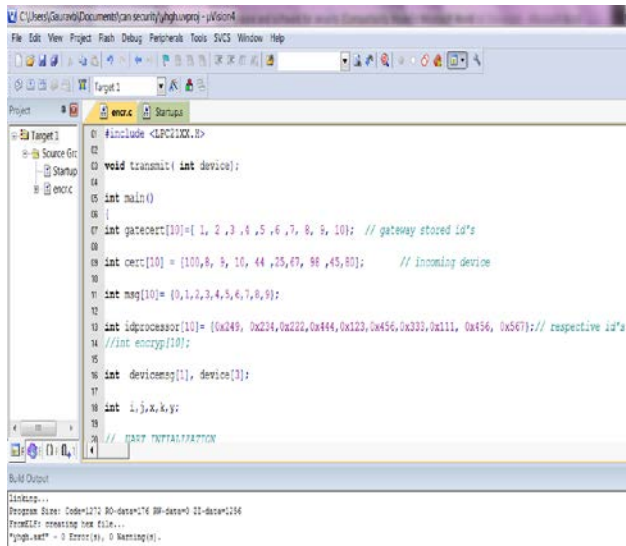 C:\Users\Gauravb\Documents\can security\yhgh.uvproj - µVision4
File Edit View Project Flash Debug Peripherals Tools SVCS Window Help
Target 1
Project
encr.c Startup.s
Target 1
Source Grc
Startup
encr.c
01 #include <LPC21XX.H>
02
03 void transmit( int device);
04
05 int main()
06 {
07 int gatecert[10]={ 1, 2 ,3 ,4 ,5 ,6 ,7, 8, 9, 10}; // gateway stored id's
08
09 int cert[10] = {100,8, 9, 10, 44 ,25,67, 98 ,45,80}; // incoming device
10
11 int msg[10]= {0,1,2,3,4,5,6,7,8,9};
12
13 int idprocessor[10]= {0x249, 0x234,0x222,0x444,0x123,0x456,0x333,0x111, 0x456, 0x567};// respective id's
14 //int encryp[10];
15
16 int devicemsg[1], device[3];
17
18 int i,j,x,k,y;
19
20 // UART INTIALIZATION
Build Output
linking...
Program Size: Code=1272 RO-data=176 RW-data=0 ZI-data=1256
FromELF: creating hex file...
"yhgh.axf" - 0 Error(s), 0 Warning(s).